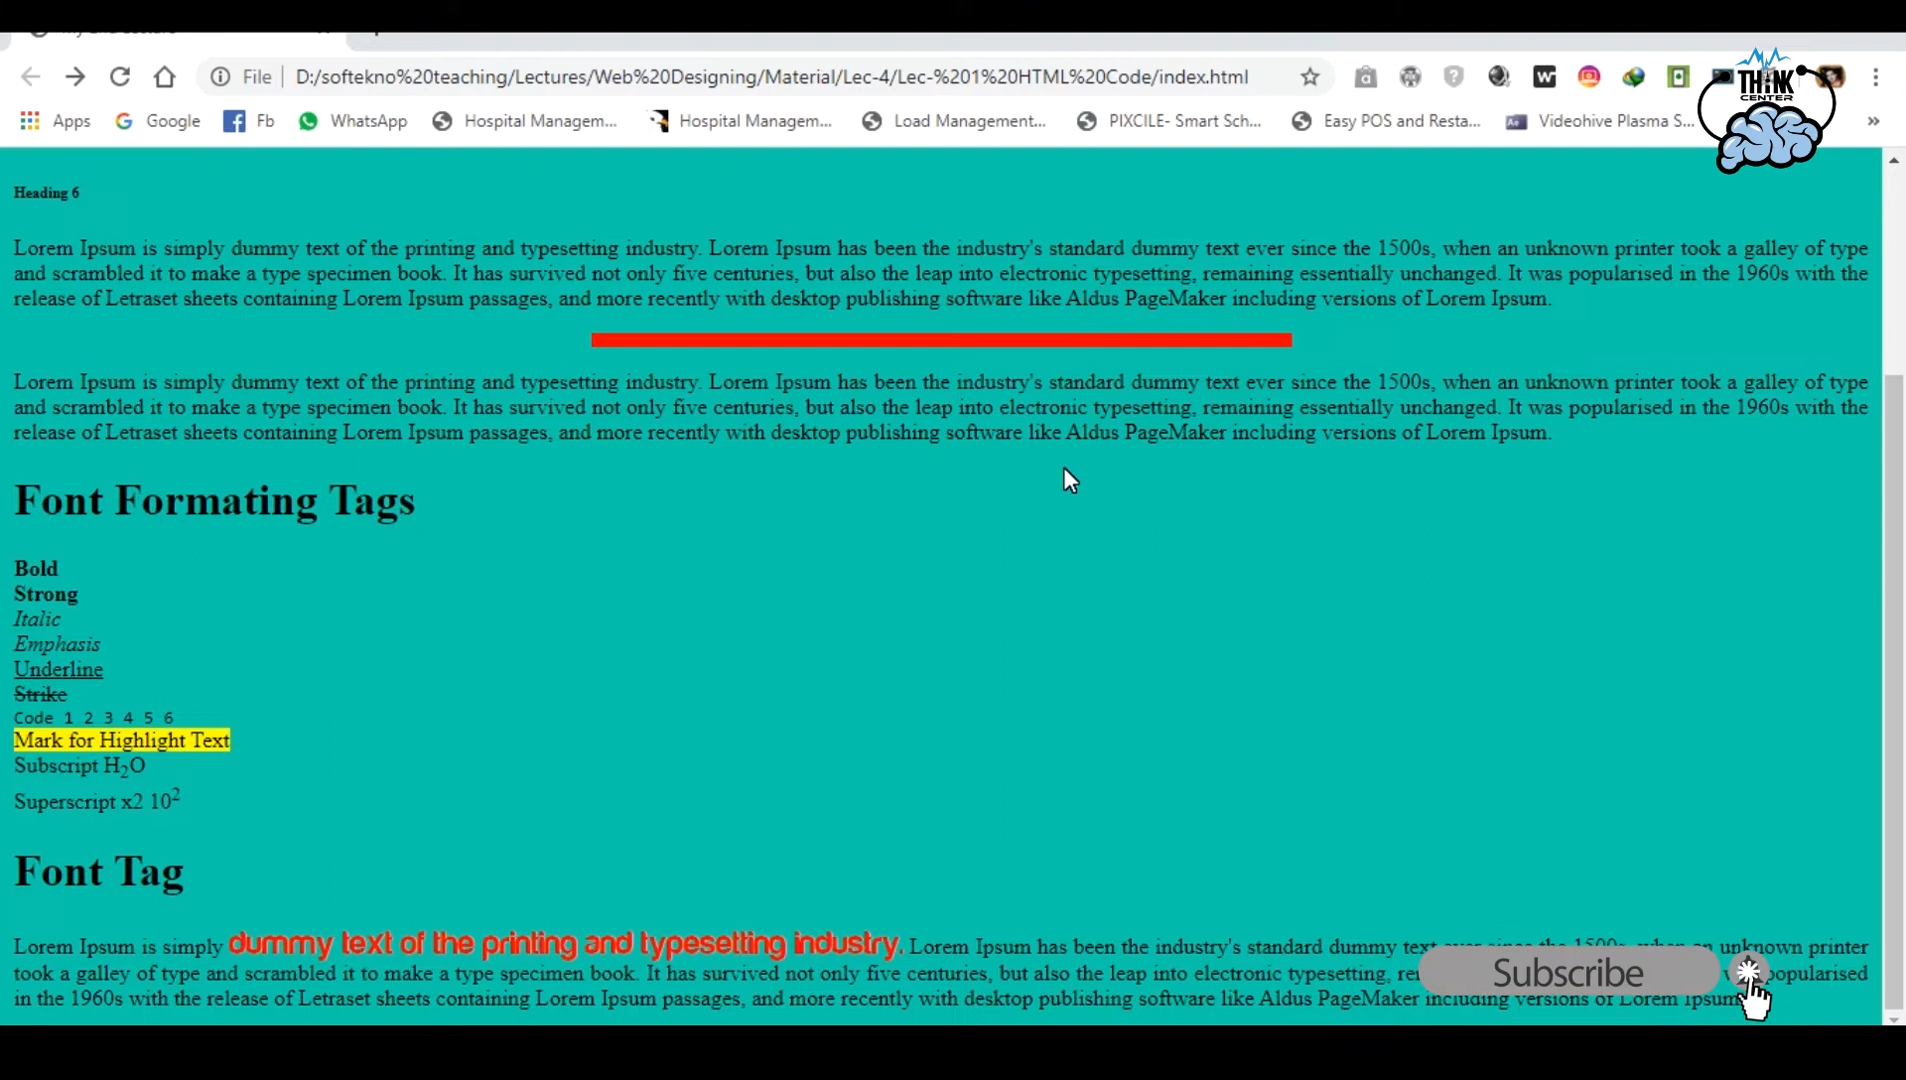 File D:/softekno%20teaching/Lectures/Web%20Designing/Material/Lec-4/Lec-%201%20HTML%20Code/index.html
THINK
CENTER
Apps Google Fb WhatsApp Hospital Managem... Hospital Managem... Load Management... PIXCILE- Smart Sch... Easy POS and Resta... Videohive Plasma S... »
Heading 6
Lorem Ipsum is simply dummy text of the printing and typesetting industry. Lorem Ipsum has been the industry's standard dummy text ever since the 1500s, when an unknown printer took a galley of type
and scrambled it to make a type specimen book. It has survived not only five centuries, but also the leap into electronic typesetting, remaining essentially unchanged. It was popularised in the 1960s with the
release of Letraset sheets containing Lorem Ipsum passages, and more recently with desktop publishing software like Aldus PageMaker including versions of Lorem Ipsum.
Lorem Ipsum is simply dummy text of the printing and typesetting industry. Lorem Ipsum has been the industry's standard dummy text ever since the 1500s, when an unknown printer took a galley of type
and scrambled it to make a type specimen book. It has survived not only five centuries, but also the leap into electronic typesetting, remaining essentially unchanged. It was popularised in the 1960s with the
release of Letraset sheets containing Lorem Ipsum passages, and more recently with desktop publishing software like Aldus PageMaker including versions of Lorem Ipsum.
Font Formating Tags
Bold
Strong
Italic
Emphasis
Underline
Strike
Code 1 2 3 4 5 6
Mark for Highlight Text
Subscript H₂O
Superscript x2 10²
Font Tag
Lorem Ipsum is simply dummy text of the printing and typesetting industry. Lorem Ipsum has been the industry's standard dummy text ever since the 1500s, when an unknown printer
took a galley of type and scrambled it to make a type specimen book. It has survived not only five centuries, but also the leap into electronic typesetting, popularised
in the 1960s with the release of Letraset sheets containing Lorem Ipsum passages, and more recently with desktop publishing software like Aldus PageMaker including versions of Lorem Ipsum
Subscribe